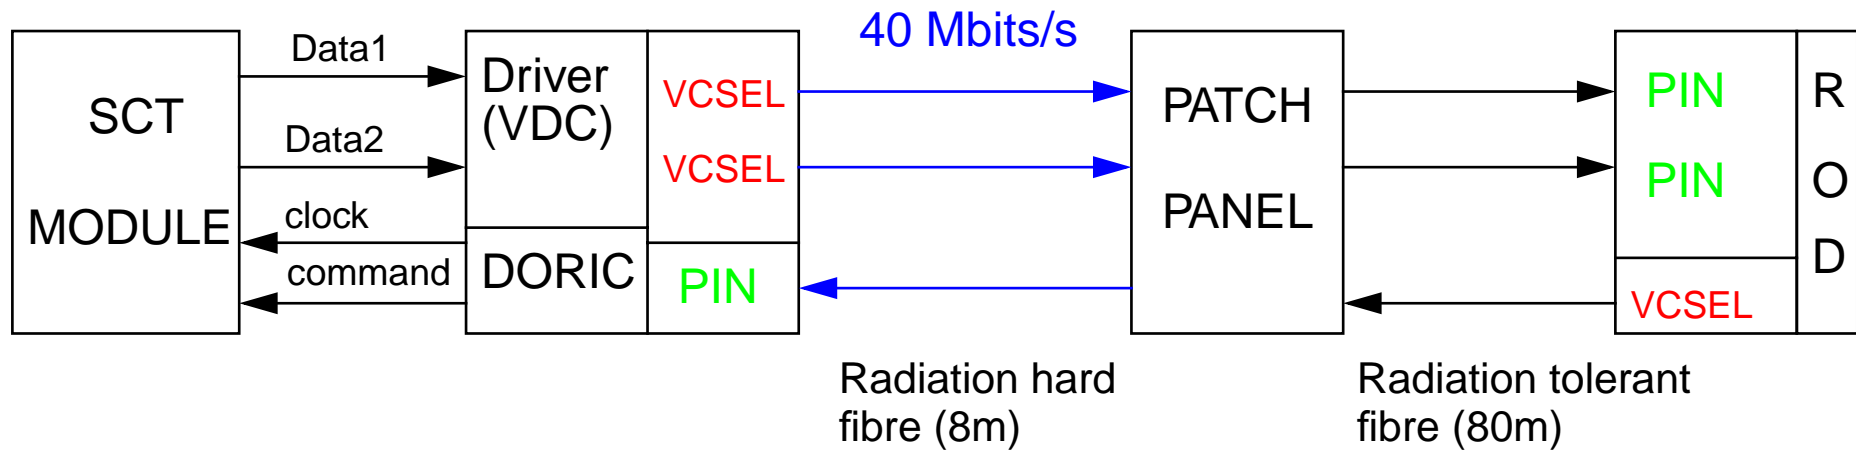 40 Mbits/s
SCT
MODULE
Data1
Data2
clock
command
Driver
(VDC)
DORIC
VCSEL
VCSEL
PIN
PATCH
PANEL
PIN
PIN
VCSEL
R
O
D
Radiation hard
fibre (8m)
Radiation tolerant
fibre (80m)